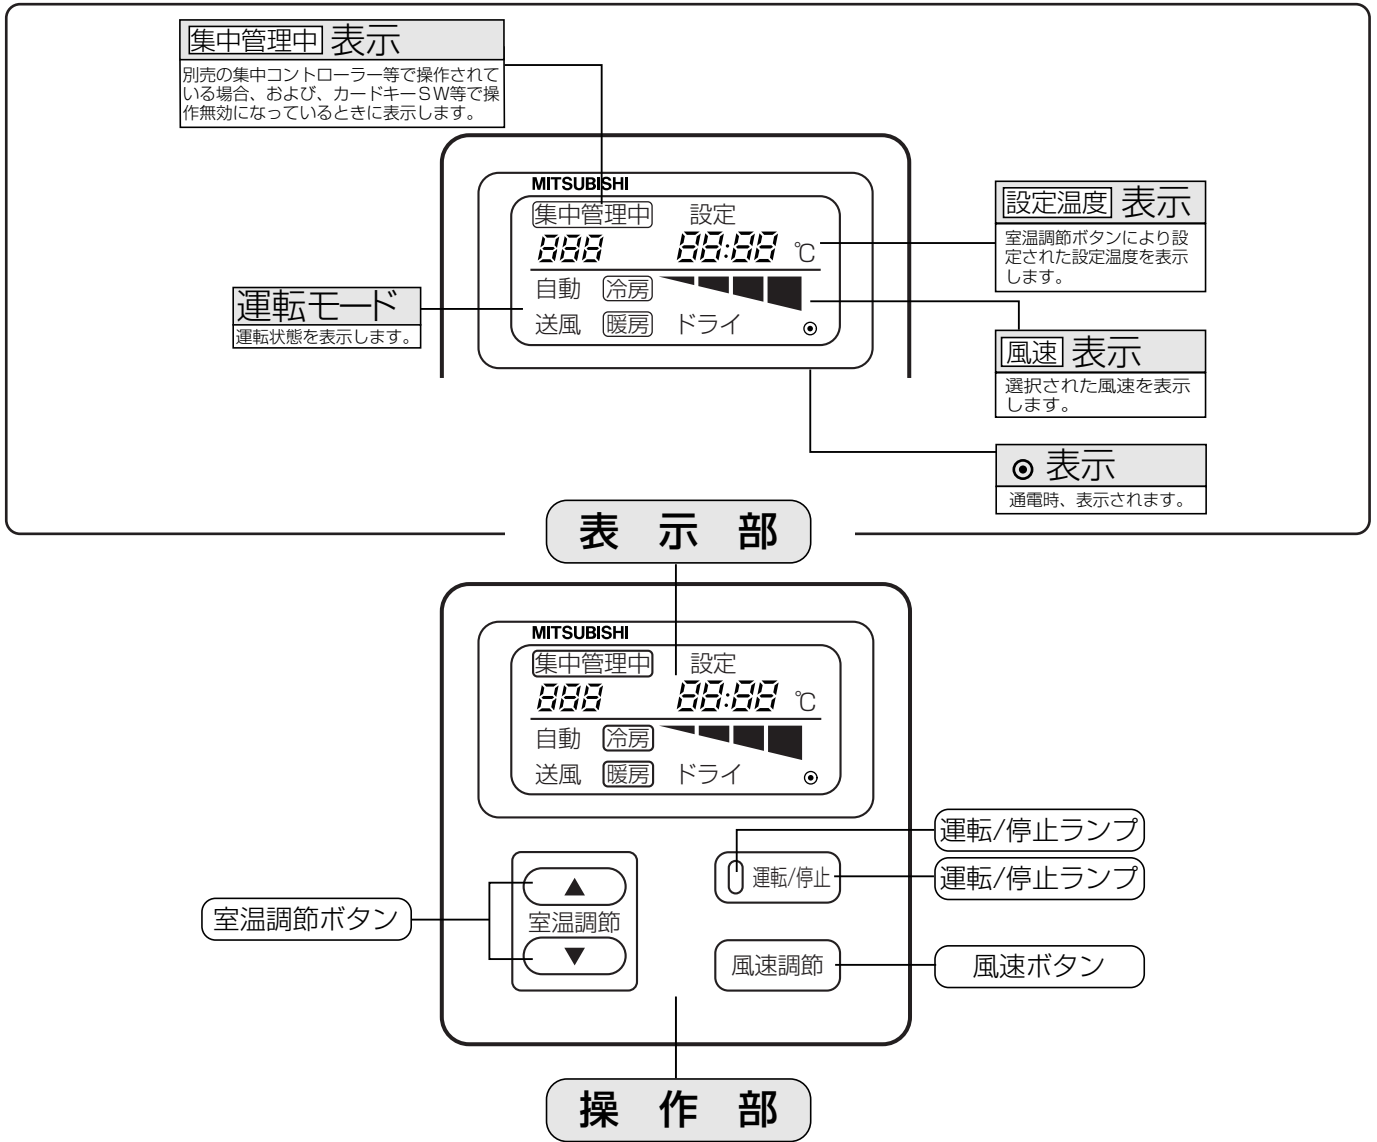 集中管理中 表示
別売の集中コントローラー等で操作されて
いる場合、および、カードキーSW等で操
作無効になっているときに表示します。
MITSUBISHI
集中管理中 設定
888 88:88 ℃
自動 冷房
送風 暖房 ドライ
運転モード
運転状態を表示します。
設定温度 表示
室温調節ボタンにより設
定された設定温度を表示
します。
風速 表示
選択された風速を表示
します。
⦿ 表示
通電時、表示されます。
表示部
MITSUBISHI
集中管理中 設定
888 88:88 ℃
自動 冷房
送風 暖房 ドライ
運転/停止ランプ
運転/停止
運転/停止ランプ
室温調節ボタン
室温調節
風速調節
風速ボタン
操作部